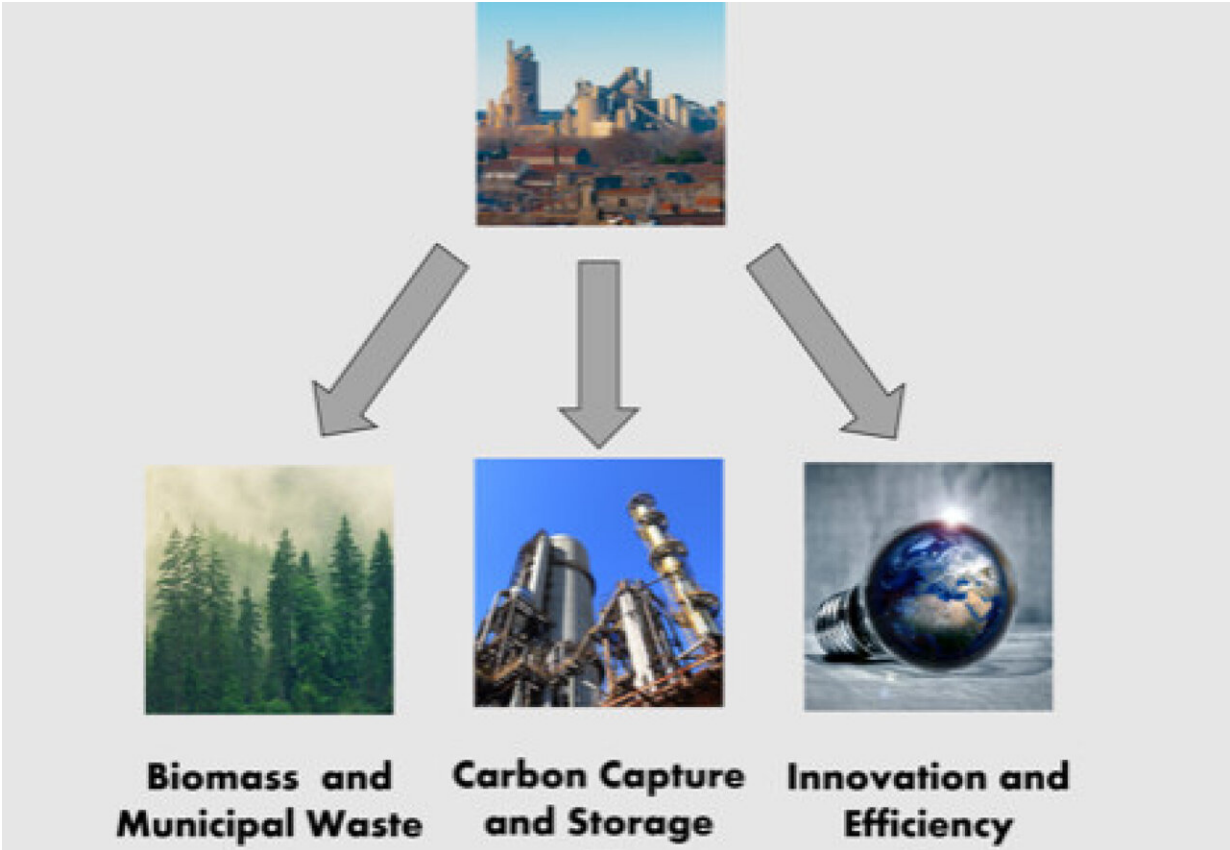 Biomass and
Municipal Waste
Carbon Capture
and Storage
Innovation and
Efficiency